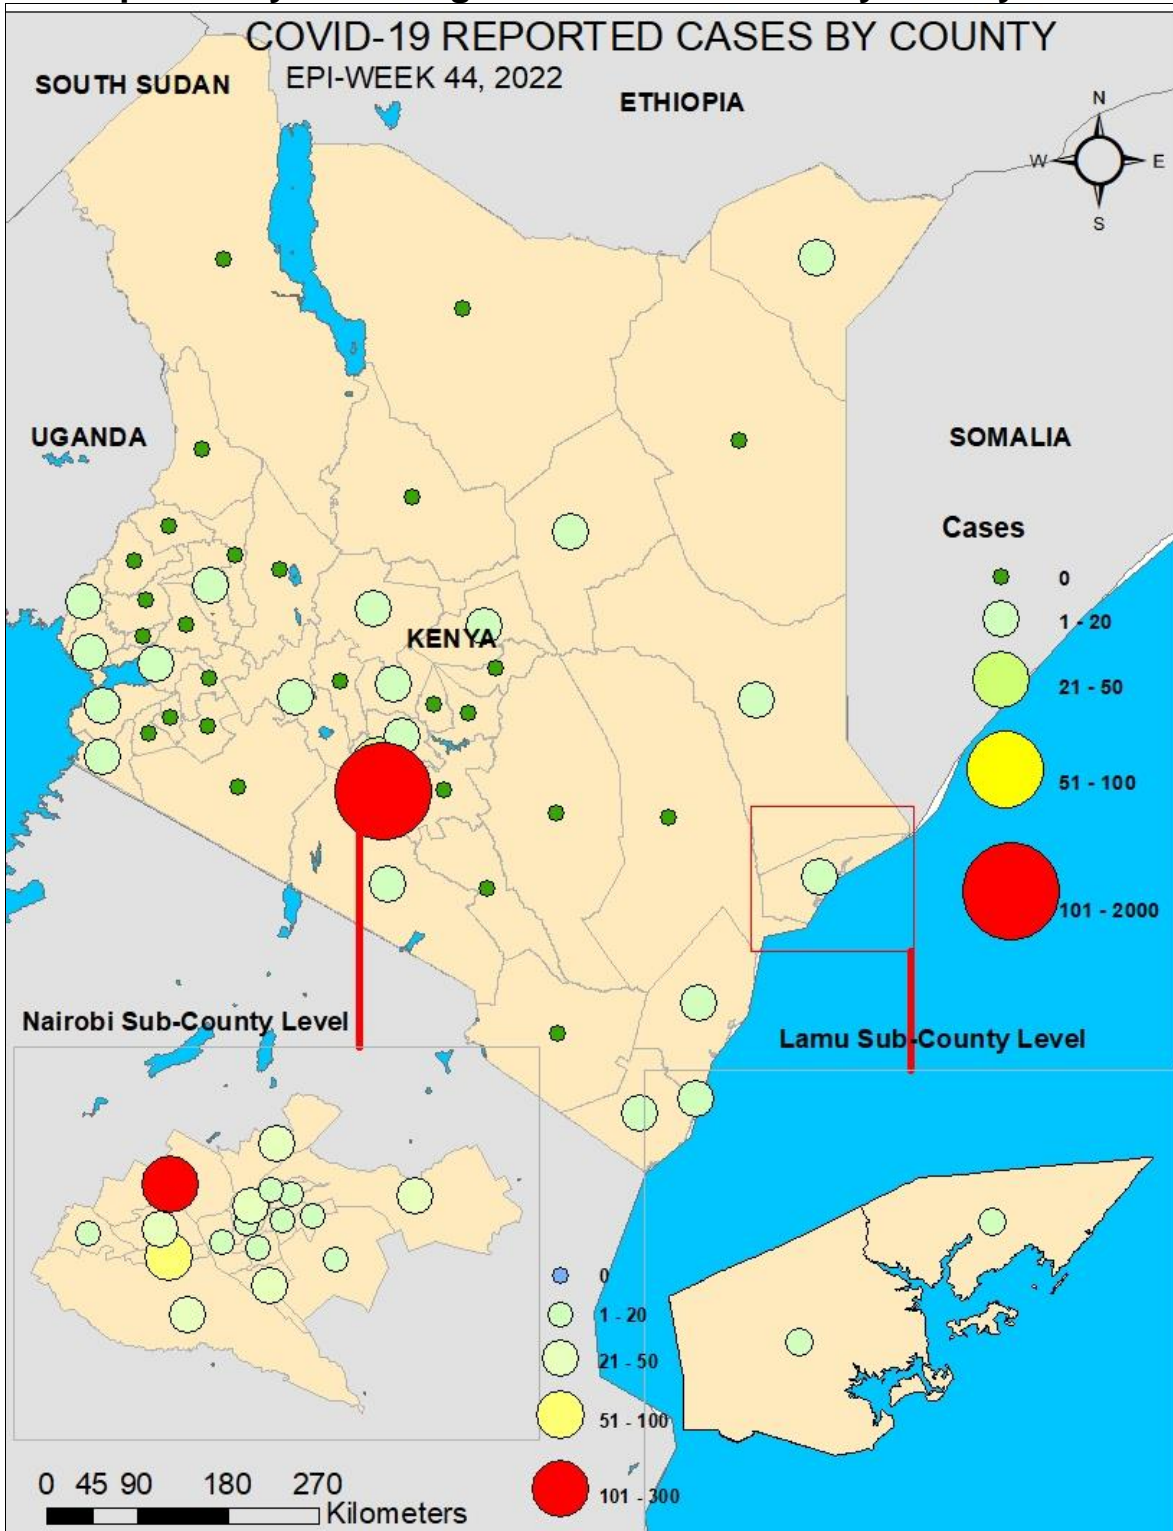 COVID-19 REPORTED CASES BY COUNTY
EPI-WEEK 44, 2022
SOUTH SUDAN
ETHIOPIA
N
W E
S
UGANDA
SOMALIA
Cases
0
1 - 20
21 - 50
51 - 100
101 - 2000
KENYA
Nairobi Sub-County Level
Lamu Sub-County Level
0
1 - 20
21 - 50
51 - 100
101 - 300
0 45 90 180 270
Kilometers